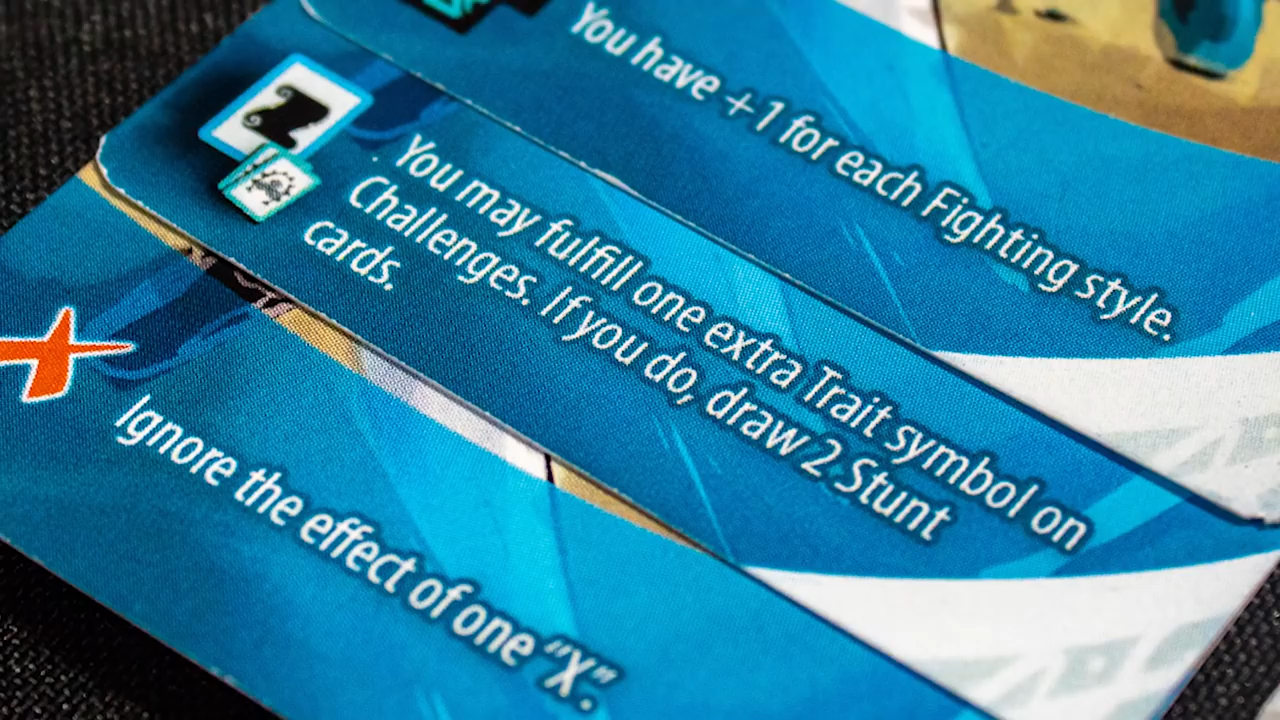 You have +1 for each Fighting style.
You may fulfill one extra Trait symbol on
Challenges. If you do, draw 2 Stunt
cards.
Ignore the effect of one "X".